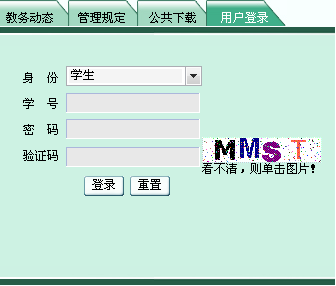 教务动态 管理规定 公共下载 用户登录
身 份 学生
学 号
密 码
验证码 MMST
看不清，则单击图片!
登录 重置